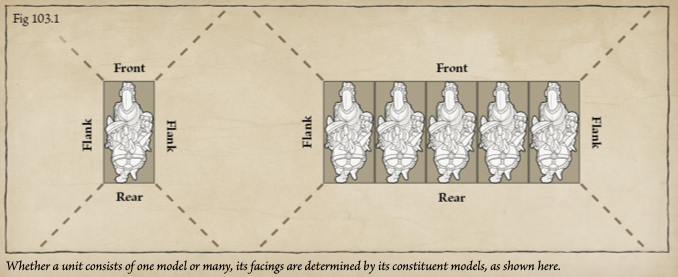 Fig 103.1
Front
Flank
Flank
Rear
Front
Flank
Flank
Rear
Whether a unit consists of one model or many, its facings are determined by its constituent models, as shown here.